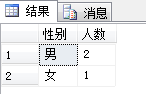 结果 消息
性别 人数
1 男 2
2 女 1